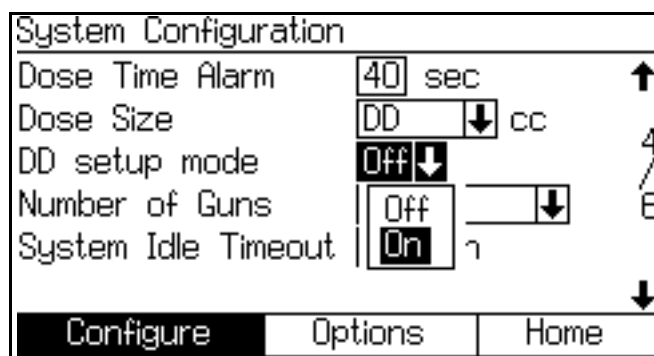 System Configuration
Dose Time Alarm 40 sec
Dose Size DD cc
DD setup mode Off
Number of Guns Off
System Idle Timeout On
4
/
Configure Options Home